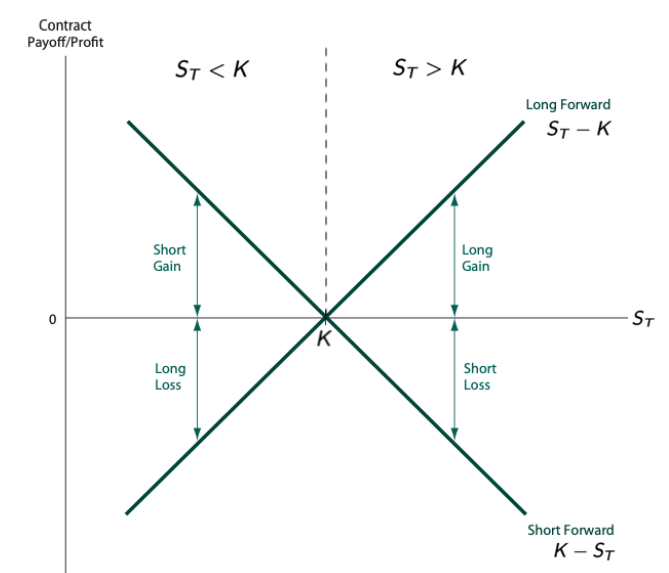 Contract
Payoff/Profit
S_T < K
S_T > K
Long Forward
S_T − K
Short
Gain
Long
Gain
0
S_T
K
Long
Loss
Short
Loss
Short Forward
K − S_T